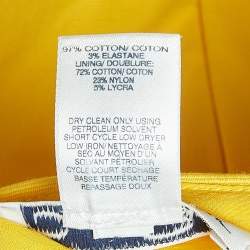 97% COTTON/ COTON
3% ELASTANE
LINING/ DOUBLURE:
72% COTTON/ COTON
23% NYLON
5% LYCRA
DRY CLEAN ONLY USING
PETROLEUM SOLVENT
SHORT CYCLE LOW DRYER
LOW IRON/ NETTOYAGE A
SEC AU MOYEN D'UN
SOLVANT PÉTROLIER
CYCLE COURT SÉCHAGE
BASSE TEMPÉRATURE
REPASSAGE DOUX